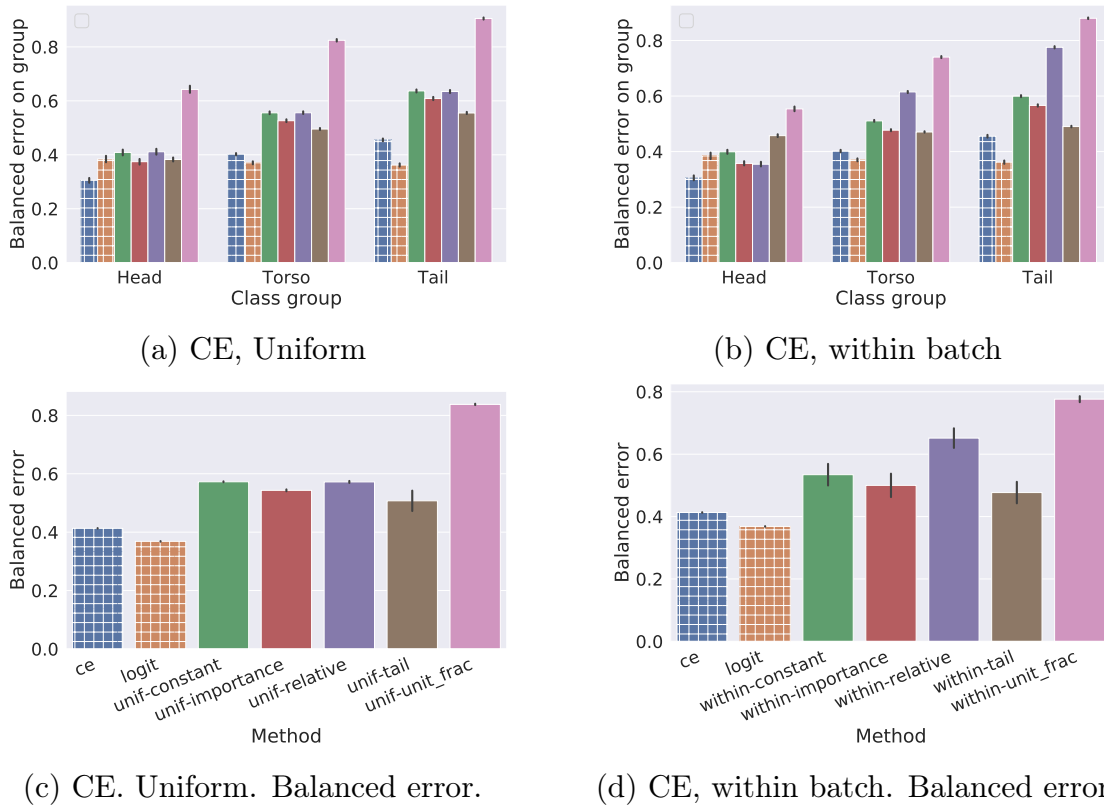 Balanced error on group
0.8
0.6
0.4
0.2
0.0
Head Torso Tail
Class group
(a) CE, Uniform
Balanced error on group
0.8
0.6
0.4
0.2
0.0
Head Torso Tail
Class group
(b) CE, within batch
Balanced error
0.8
0.6
0.4
0.2
0.0
ce logit unif-constant unif-importance unif-relative unif-tail unif-unit_frac
Method
(c) CE. Uniform. Balanced error.
Balanced error
0.8
0.6
0.4
0.2
0.0
ce logit within-constant within-importance within-relative within-tail within-unit_frac
Method
(d) CE, within batch. Balanced error